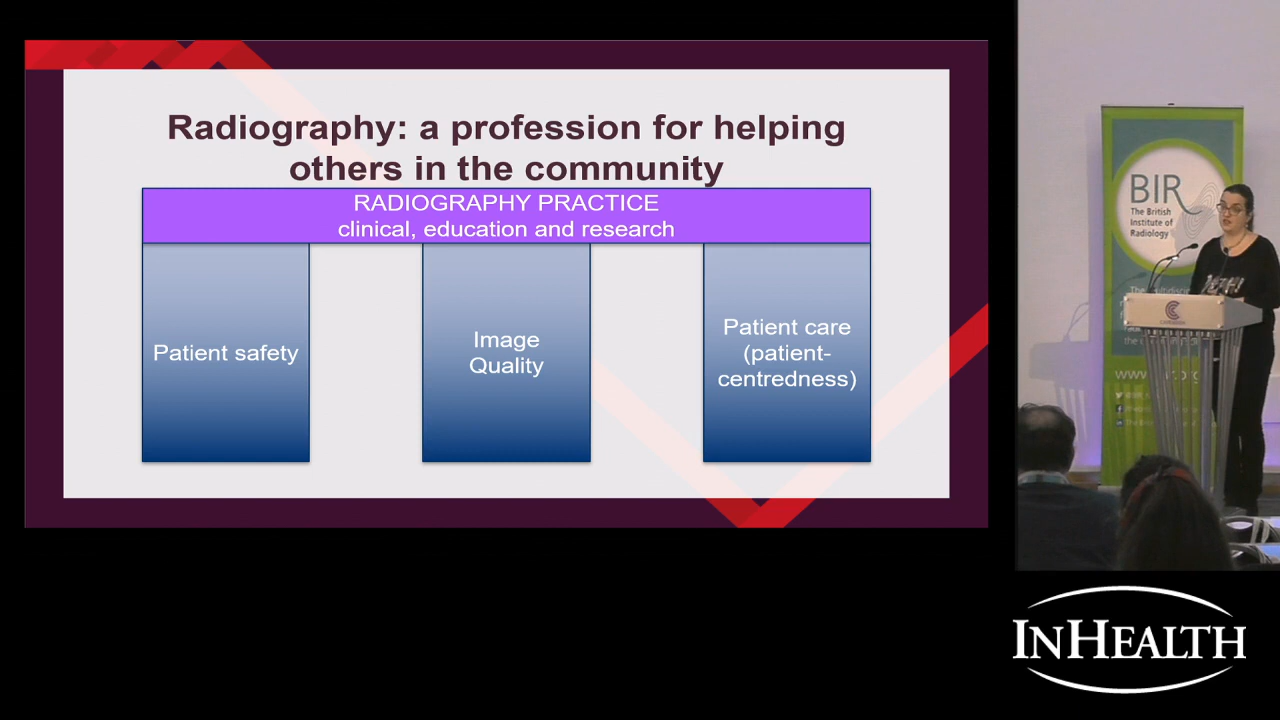 Radiography: a profession for helping
others in the community
RADIOGRAPHY PRACTICE
clinical, education and research
Patient safety
Image
Quality
Patient care
(patient-
centredness)
BIR
The British
Institute of
Radiology
INHEALTH